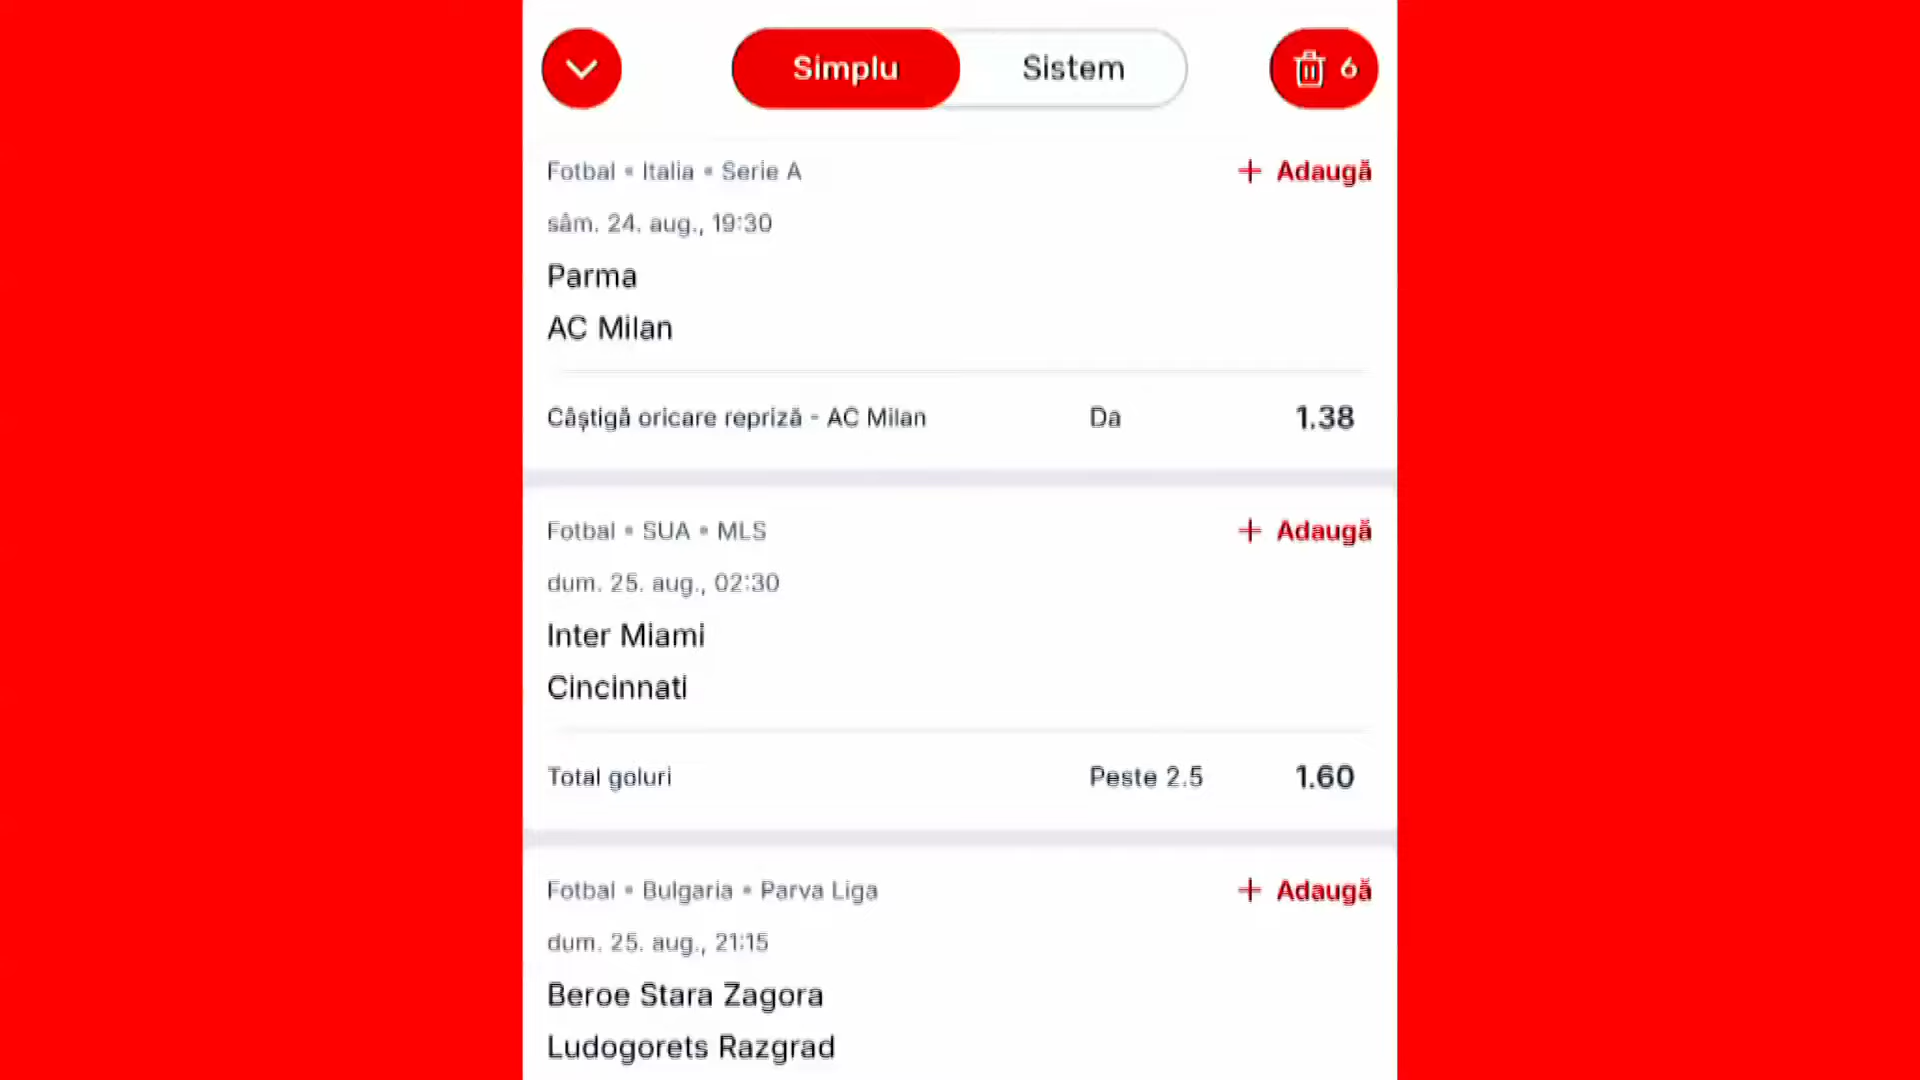 Simplu Sistem 6
Fotbal • Italia • Serie A + Adaugă
sâm. 24. aug., 19:30
Parma
AC Milan
Câștigă oricare repriză - AC Milan Da 1.38
Fotbal • SUA • MLS + Adaugă
dum. 25. aug., 02:30
Inter Miami
Cincinnati
Total goluri Peste 2.5 1.60
Fotbal • Bulgaria • Parva Liga + Adaugă
dum. 25. aug., 21:15
Beroe Stara Zagora
Ludogorets Razgrad